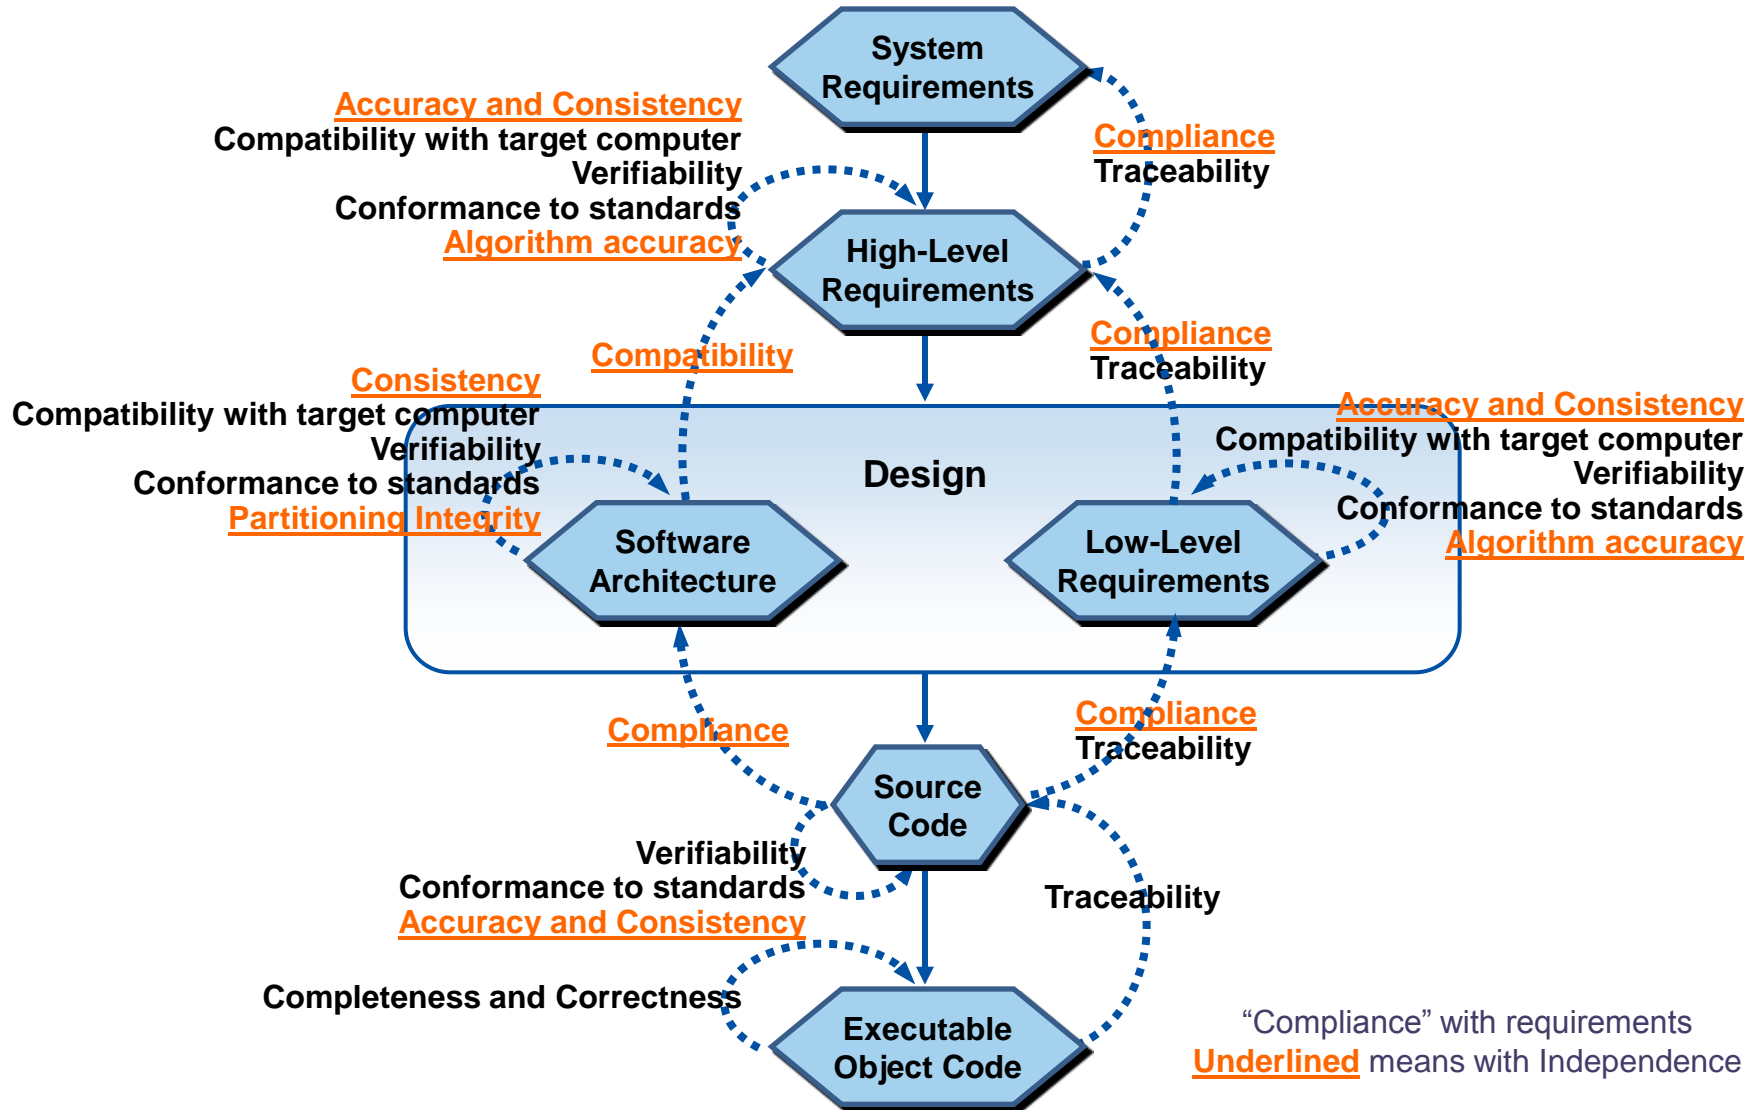 System
Requirements
Accuracy and Consistency
Compatibility with target computer
Verifiability
Conformance to standards
Algorithm accuracy
Compliance
Traceability
High-Level
Requirements
Compatibility
Compliance
Traceability
Consistency
Compatibility with target computer
Verifiability
Conformance to standards
Partitioning Integrity
Design
Accuracy and Consistency
Compatibility with target computer
Verifiability
Conformance to standards
Algorithm accuracy
Software
Architecture
Low-Level
Requirements
Compliance
Compliance
Traceability
Source
Code
Verifiability
Conformance to standards
Accuracy and Consistency
Traceability
Completeness and Correctness
Executable
Object Code
“Compliance” with requirements
Underlined means with Independence